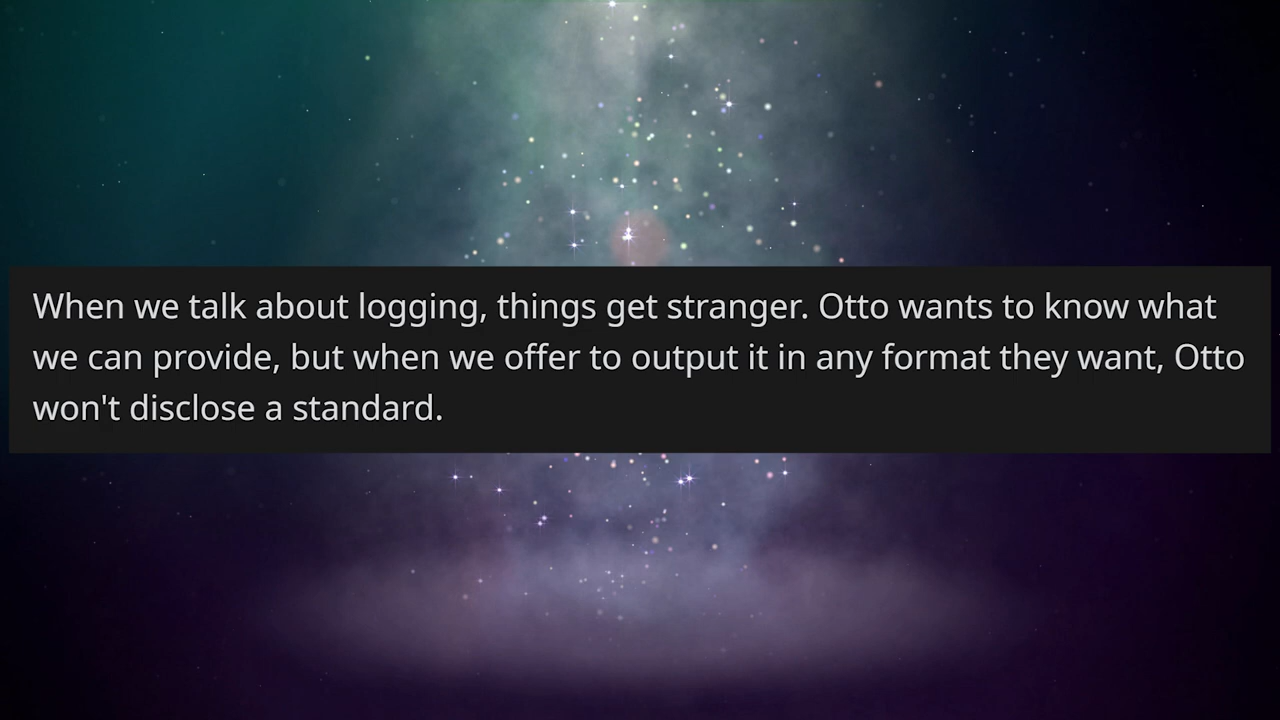 When we talk about logging, things get stranger. Otto wants to know what
we can provide, but when we offer to output it in any format they want, Otto
won't disclose a standard.